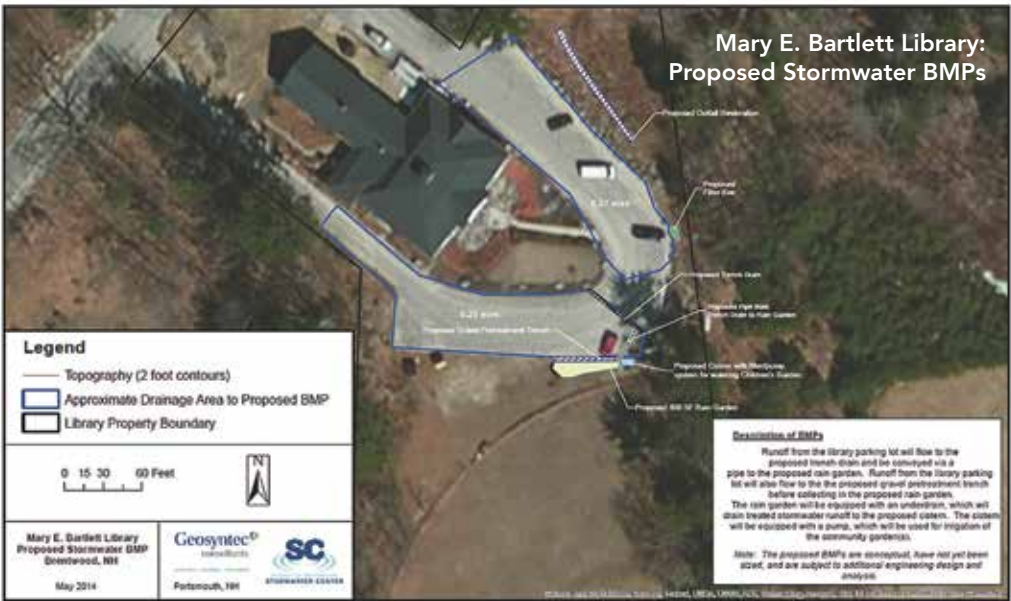 Mary E. Bartlett Library:
Proposed Stormwater BMPs
Proposed Outfall
Proposed
Proposed Trench Drain
Proposed Pipe from
Trench Drain to Rain Garden
Proposed Gravel Pretreatment Trench
Proposed Cistern with
system for watering Children's Garden
Proposed SF Rain Garden
Legend
Topography (2 foot contours)
Approximate Drainage Area to Proposed BMP
Library Property Boundary
0 15 30 60 Feet
N
Mary E. Bartlett Library
Proposed Stormwater BMP
Brentwood, NH
May 2014
Geosyntec
consultants
Portsmouth, NH
SC
STORMWATER CENTER
Description of BMPs
Runoff from the library parking lot will flow to the
proposed trench drain and be conveyed via a
pipe to the proposed rain garden. Runoff from the library parking
lot will also flow to the the proposed gravel pretreatment trench
before collecting in the proposed rain garden.
The rain garden will be equipped with an underdrain, which will
drain treated stormwater runoff to the proposed cistern. The cistern
will be equipped with a pump, which will be used for irrigation of
the community garden(s).
Note: The proposed BMPs are conceptual, have not yet been
sized, and are subject to additional engineering design and
analysis.